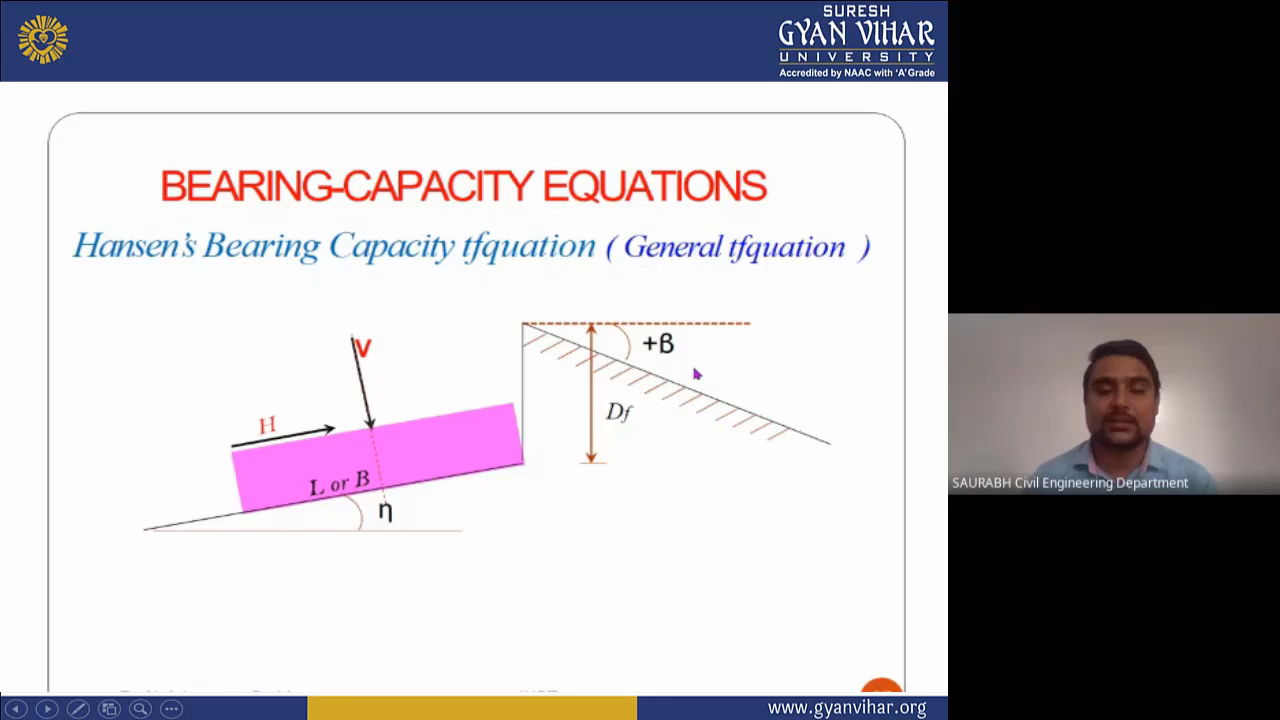 SURESH
GYAN VIHAR
UNIVERSITY
Accredited by NAAC with 'A' Grade
BEARING-CAPACITY EQUATIONS
Hansen's Bearing Capacity tfquation ( General tfquation )
V
+β
H
Df
L or B
η
SAURABH Civil Engineering Department
www.gyanvihar.org